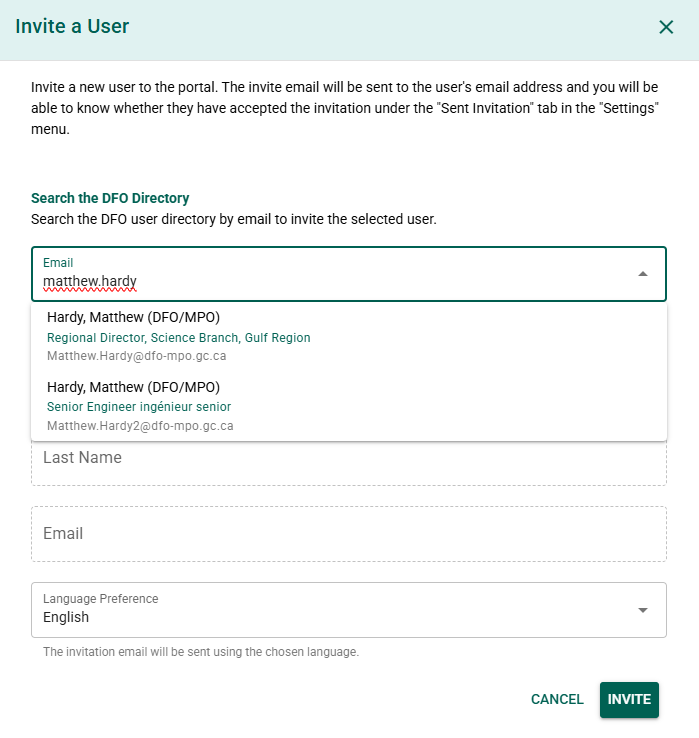 Invite a User
Invite a new user to the portal. The invite email will be sent to the user's email address and you will be
able to know whether they have accepted the invitation under the "Sent Invitation" tab in the "Settings"
menu.
Search the DFO Directory
Search the DFO user directory by email to invite the selected user.
Email
matthew.hardy
Hardy, Matthew (DFO/MPO)
Regional Director, Science Branch, Gulf Region
Matthew.Hardy@dfo-mpo.gc.ca
Hardy, Matthew (DFO/MPO)
Senior Engineer ingénieur senior
Matthew.Hardy2@dfo-mpo.gc.ca
Last Name
Email
Language Preference
English
The invitation email will be sent using the chosen language.
CANCEL INVITE